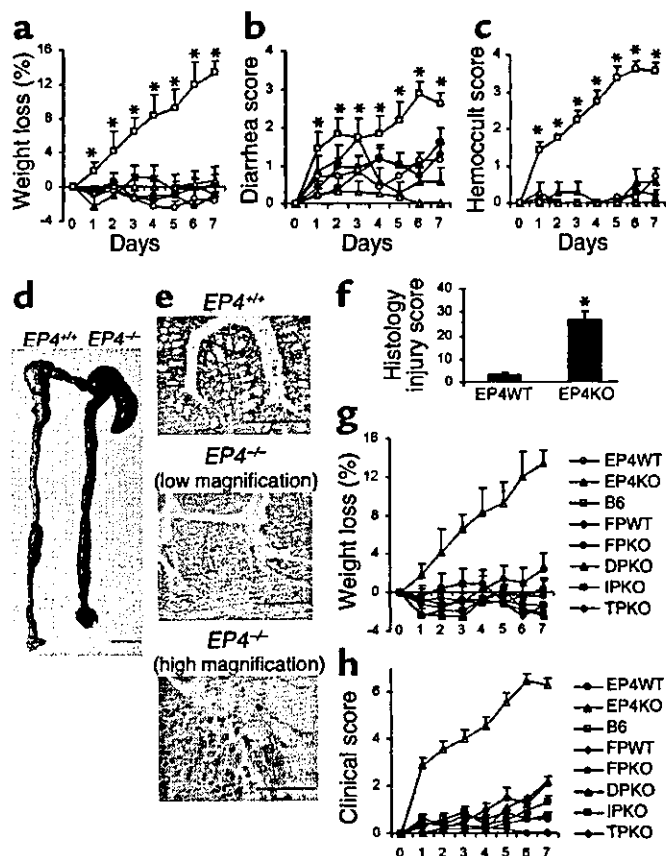 a
Weight loss (%)
16
12
8
4
0
-4
* * * * * * *
0 1 2 3 4 5 6 7
Days
b
Diarrhea score
4
3
2
1
0
* * * * * * *
0 1 2 3 4 5 6 7
Days
c
Hemoccult score
4
3
2
1
0
* * * * * * *
0 1 2 3 4 5 6 7
Days
d
EP4+/+ EP4-/-
e
EP4+/+
EP4-/-
(low magnification)
EP4-/-
(high magnification)
f
Histology
injury score
40
30
20
10
0
*
EP4WT EP4KO
g
Weight loss (%)
16
12
8
4
0
-4
0 1 2 3 4 5 6 7
EP4WT
EP4KO
B6
FPWT
FPKO
DPKO
IPKO
TPKO
h
Clinical score
6
4
2
0
0 1 2 3 4 5 6 7
EP4WT
EP4KO
B6
FPWT
FPKO
DPKO
IPKO
TPKO